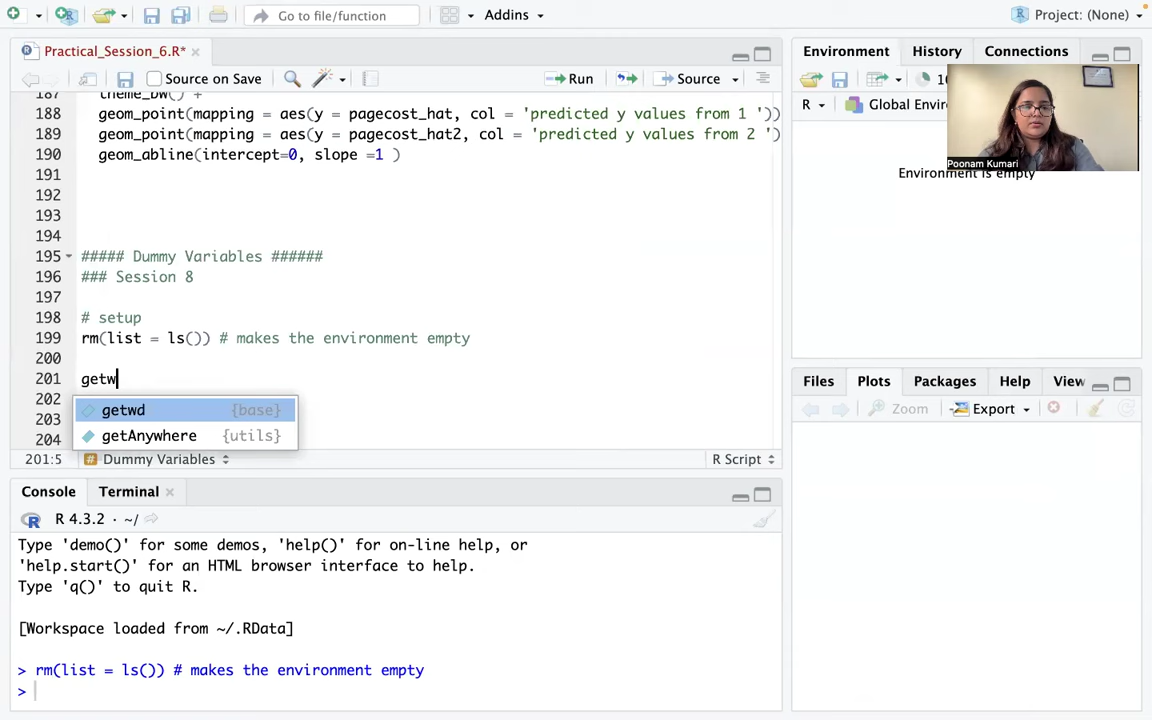 Go to file/function
Addins
Project: (None)
Practical_Session_6.R*
Source on Save
Run
Source
187 theme_bw() +
188 geom_point(mapping = aes(y = pagecost_hat, col = 'predicted y values from 1 '))
189 geom_point(mapping = aes(y = pagecost_hat2, col = 'predicted y values from 2 ')
190 geom_abline(intercept=0, slope =1 )
191
192
193
194
195 ##### Dummy Variables ######
196 ### Session 8
197
198 # setup
199 rm(list = ls()) # makes the environment empty
200
201 getw
202 getwd {base}
203 getAnywhere {utils}
204
201:5 Dummy Variables R Script
Console Terminal
R 4.3.2 · ~/
Type 'demo()' for some demos, 'help()' for on-line help, or
'help.start()' for an HTML browser interface to help.
Type 'q()' to quit R.
[Workspace loaded from ~/.RData]
> rm(list = ls()) # makes the environment empty
>
Environment History Connections
R Global Envir
Poonam Kumari
Environment is empty
Files Plots Packages Help View
Zoom Export